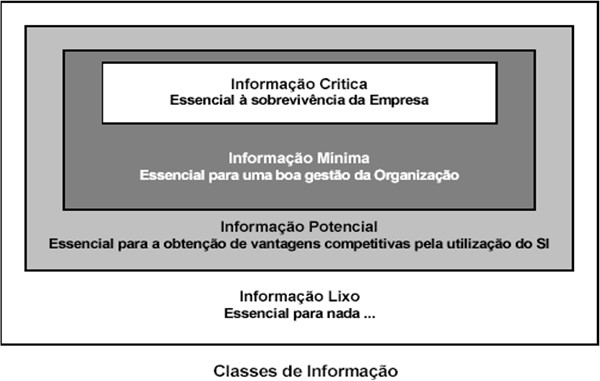 Informação Critica
Essencial à sobrevivência da Empresa
Informação Mínima
Essencial para uma boa gestão da Organização
Informação Potencial
Essencial para a obtenção de vantagens competitivas pela utilização do SI
Informação Lixo
Essencial para nada ...
Classes de Informação